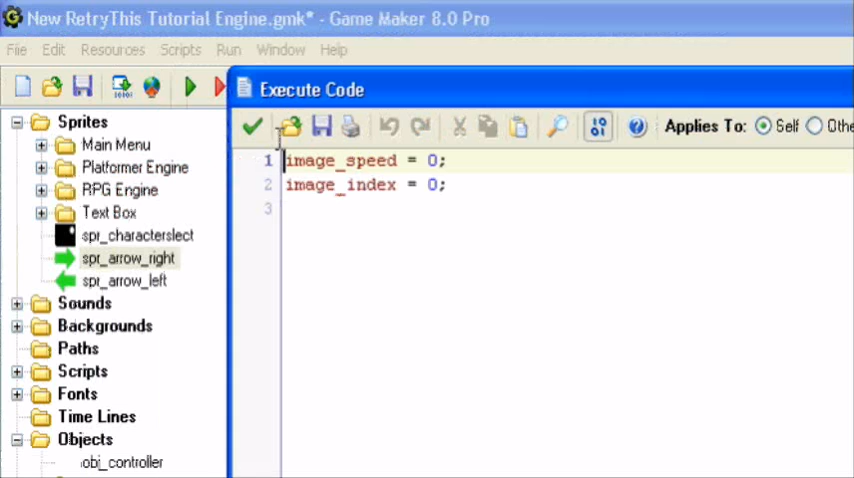 New RetryThis Tutorial Engine.gmk* - Game Maker 8.0 Pro
File Edit Resources Scripts Run Window Help
Execute Code
Applies To: Self Othe
Sprites
Main Menu
Platformer Engine
RPG Engine
Text Box
spr_characterslect
spr_arrow_right
spr_arrow_left
Sounds
Backgrounds
Paths
Scripts
Fonts
Time Lines
Objects
obj_controller
1 image_speed = 0;
2 image_index = 0;
3